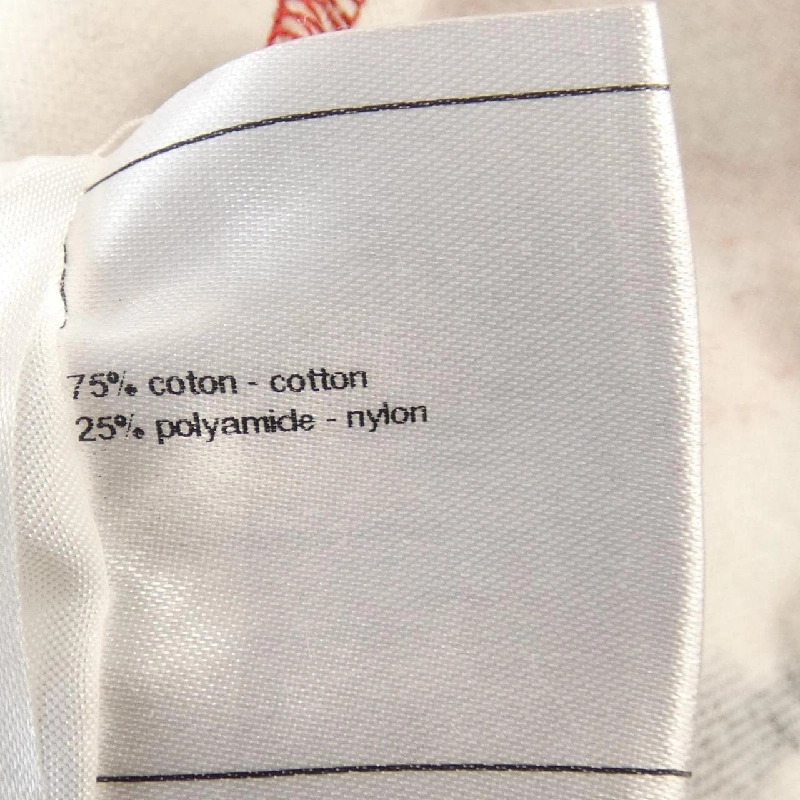 75% coton - cotton
25% polyamide - nylon